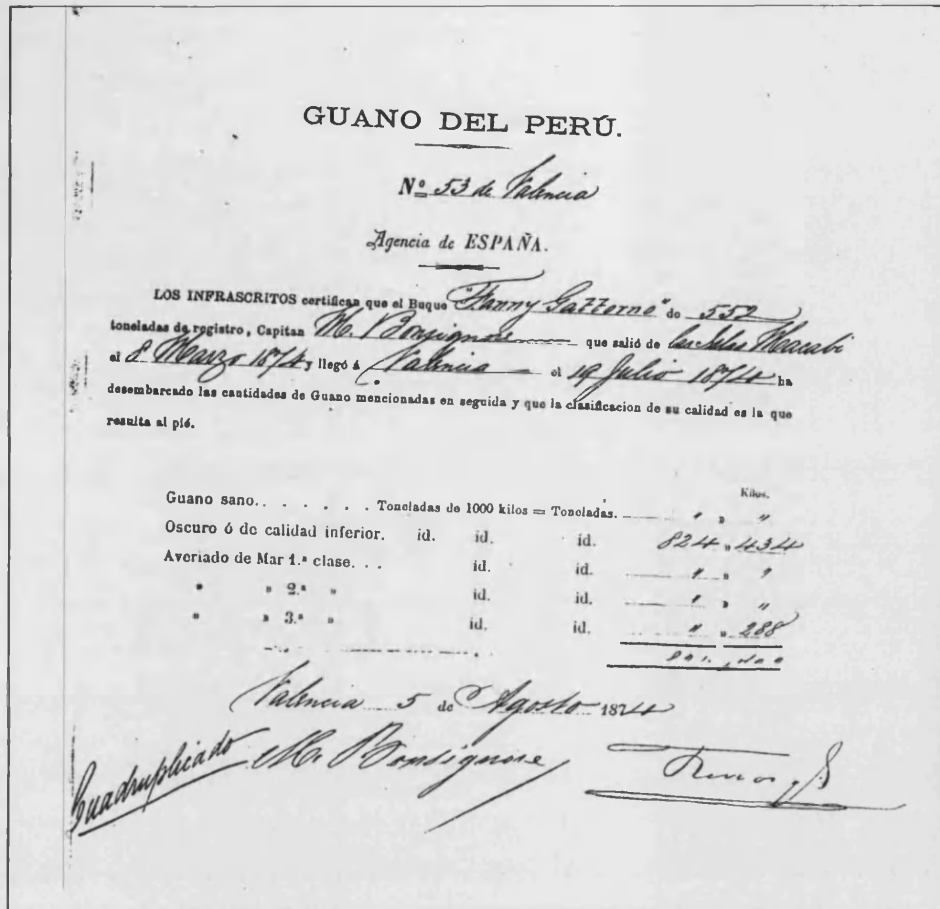 GUANO DEL PERÚ.
Nº 53 de Valencia
Agencia de ESPAÑA.
LOS INFRASCRITOS certifican que el Buque "Fanny Gatterno" de 552
toneladas de registro, Capitan M. Bonsignore que salió de las Islas Macabi
el 8 Marzo 1874, y llegó á Valencia el 19 Julio 1874 ha
desembarcado las cantidades de Guano mencionadas en seguida y que la clasificacion de su calidad es la que
resulta al pié.
Kilos.
Guano sano. . . . . . Toneladas de 1000 kilos = Toneladas. " " "
Oscuro ó de calidad inferior. id. id. id. 824 " 434
Averiado de Mar 1.ª clase. . . id. id. " " "
" " 2.ª " id. id. " " "
" " 3.ª " id. id. " " 288
Valencia 5 de Agosto 1874
Cuadruplicado M. Bonsignore